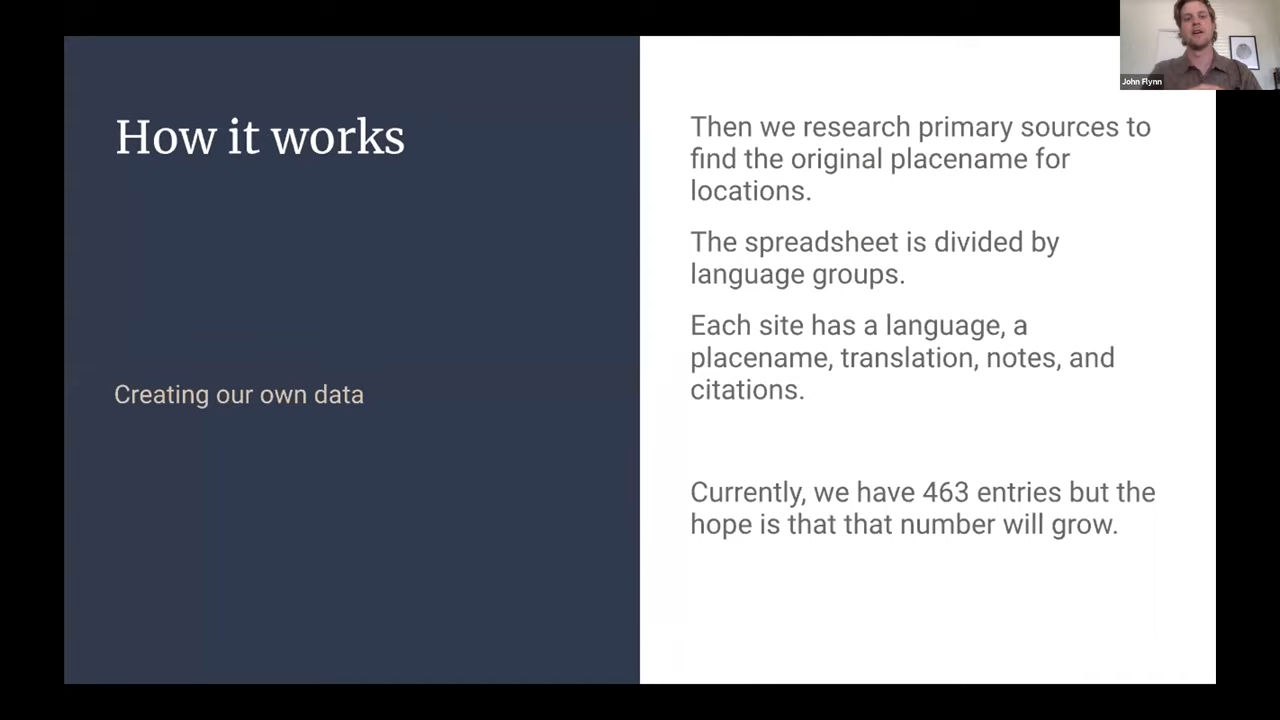 John Flynn
How it works
Creating our own data
Then we research primary sources to
find the original placename for
locations.
The spreadsheet is divided by
language groups.
Each site has a language, a
placename, translation, notes, and
citations.
Currently, we have 463 entries but the
hope is that that number will grow.